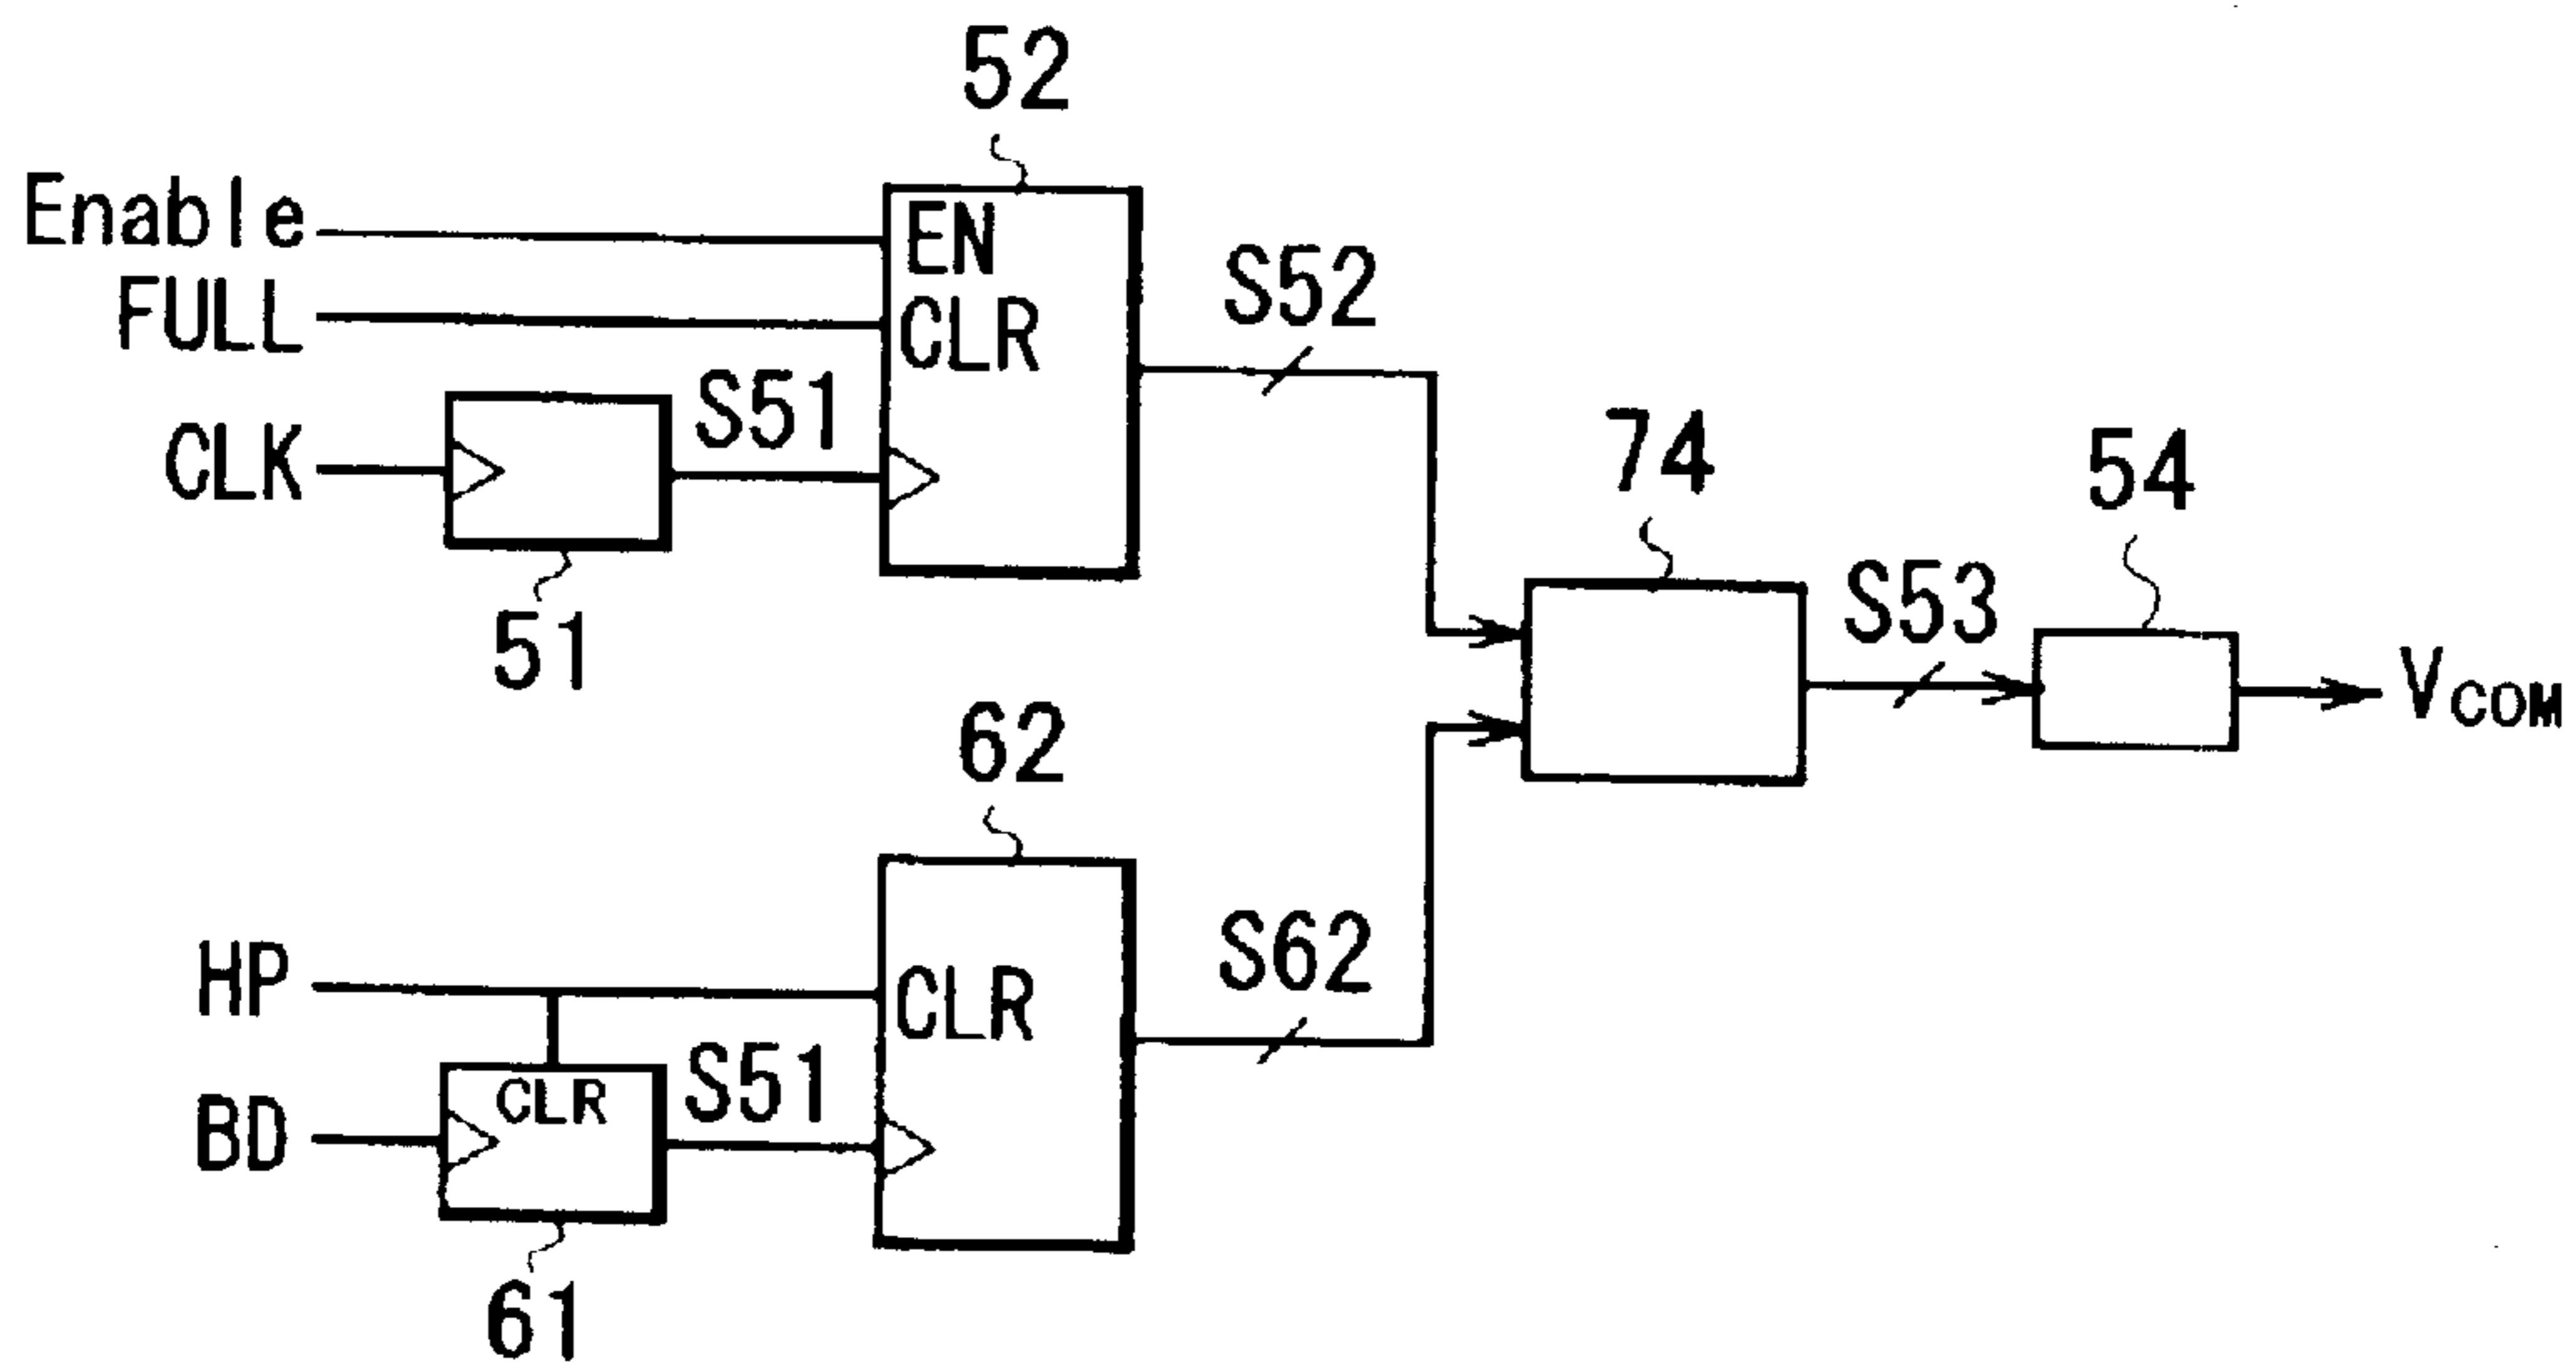 52
Enable
EN
FULL
CLR
S52
CLK
S51
51
74
54
S53
VCOM
62
HP
CLR
S62
BD
CLR
S51
61